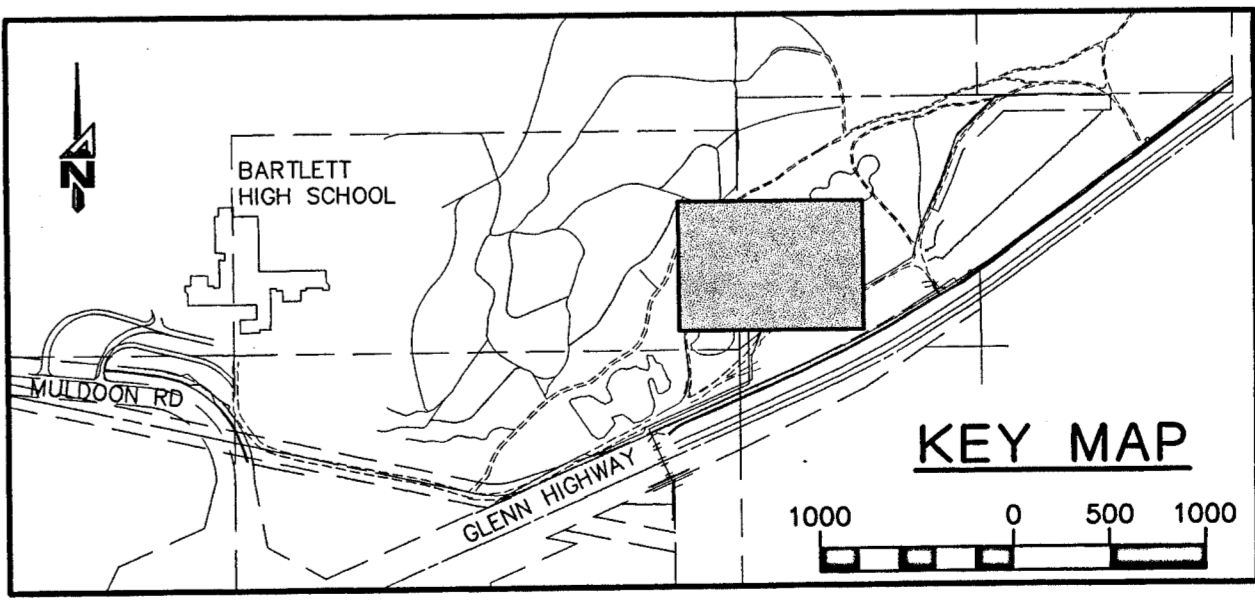 N
BARTLETT
HIGH SCHOOL
MULDOON RD
GLENN HIGHWAY
KEY MAP
1000 0 500 1000